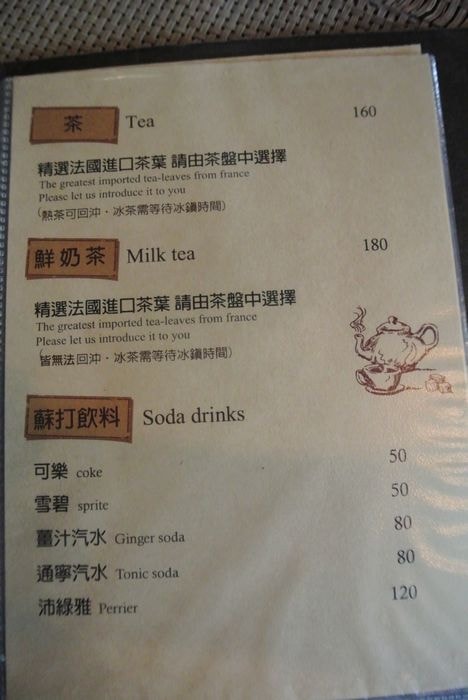 茶 Tea 160
精選法國進口茶葉 請由茶盤中選擇
The greatest imported tea-leaves from france
Please let us introduce it to you
(熱茶可回沖．冰茶需等待冰鎮時間)
鮮奶茶 Milk tea 180
精選法國進口茶葉 請由茶盤中選擇
The greatest imported tea-leaves from france
Please let us introduce it to you
(皆無法回沖．冰茶需等待冰鎮時間)
蘇打飲料 Soda drinks
可樂 coke 50
雪碧 sprite 50
薑汁汽水 Ginger soda 80
通寧汽水 Tonic soda 80
沛綠雅 Perrier 120